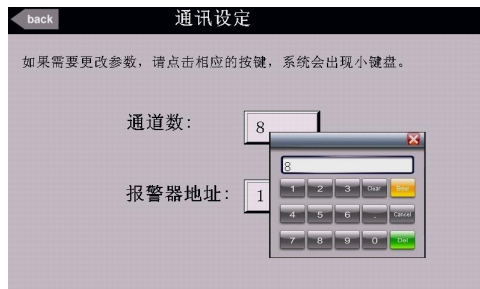 back
通讯设定
如果需要更改参数，请点击相应的按键，系统会出现小键盘。
通道数： 8
8
1 2 3 Clear Enter
报警器地址： 1
4 5 6 . Cancel
7 8 9 0 Del